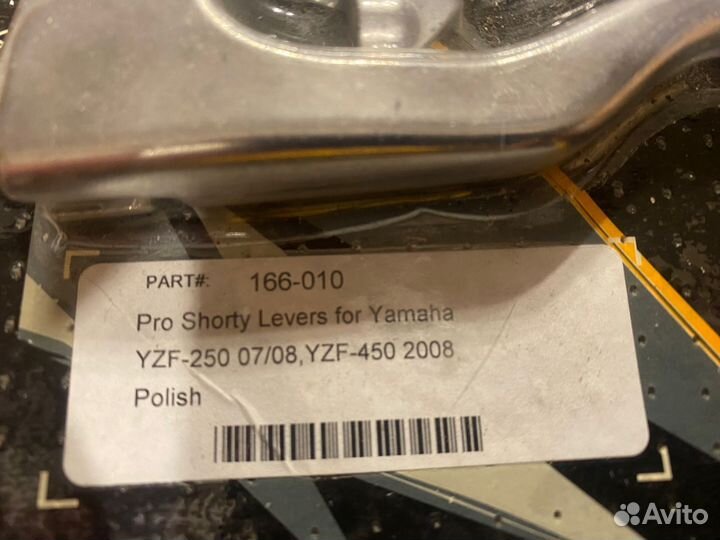 PART#: 166-010
Pro Shorty Levers for Yamaha
YZF-250 07/08,YZF-450 2008
Polish
Avito